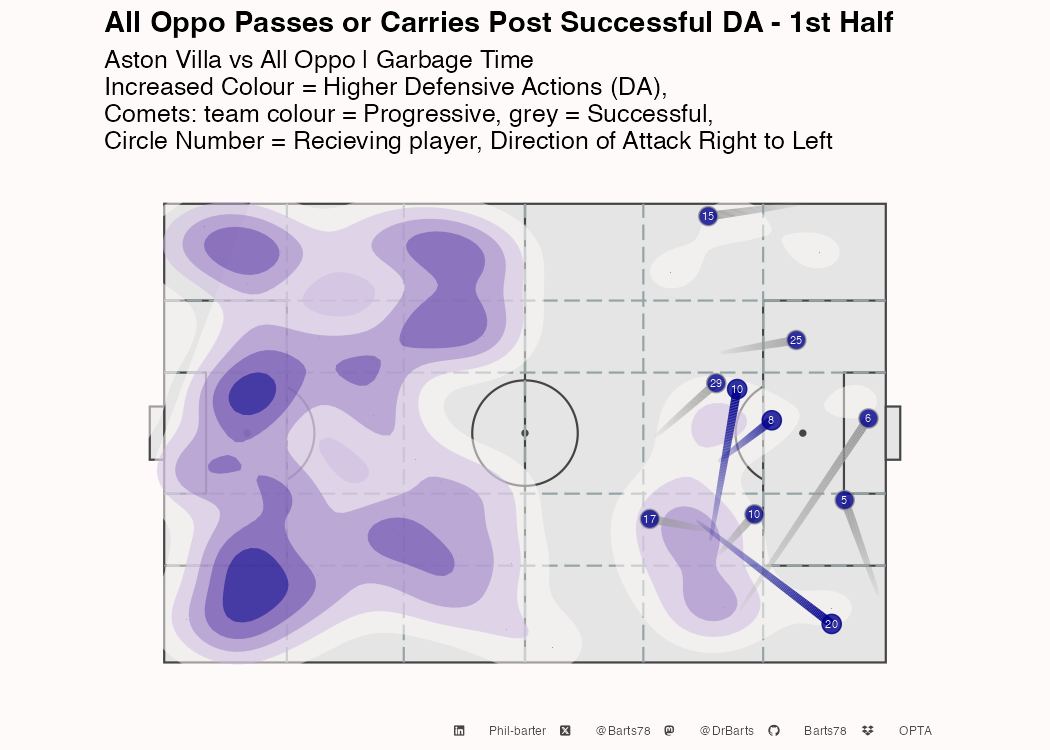 All Oppo Passes or Carries Post Successful DA - 1st Half
Aston Villa vs All Oppo | Garbage Time
Increased Colour = Higher Defensive Actions (DA),
Comets: team colour = Progressive, grey = Successful,
Circle Number = Recieving player, Direction of Attack Right to Left
15
25
29
10
8
6
5
10
17
20
Phil-barter @Barts78 @DrBarts Barts78 OPTA